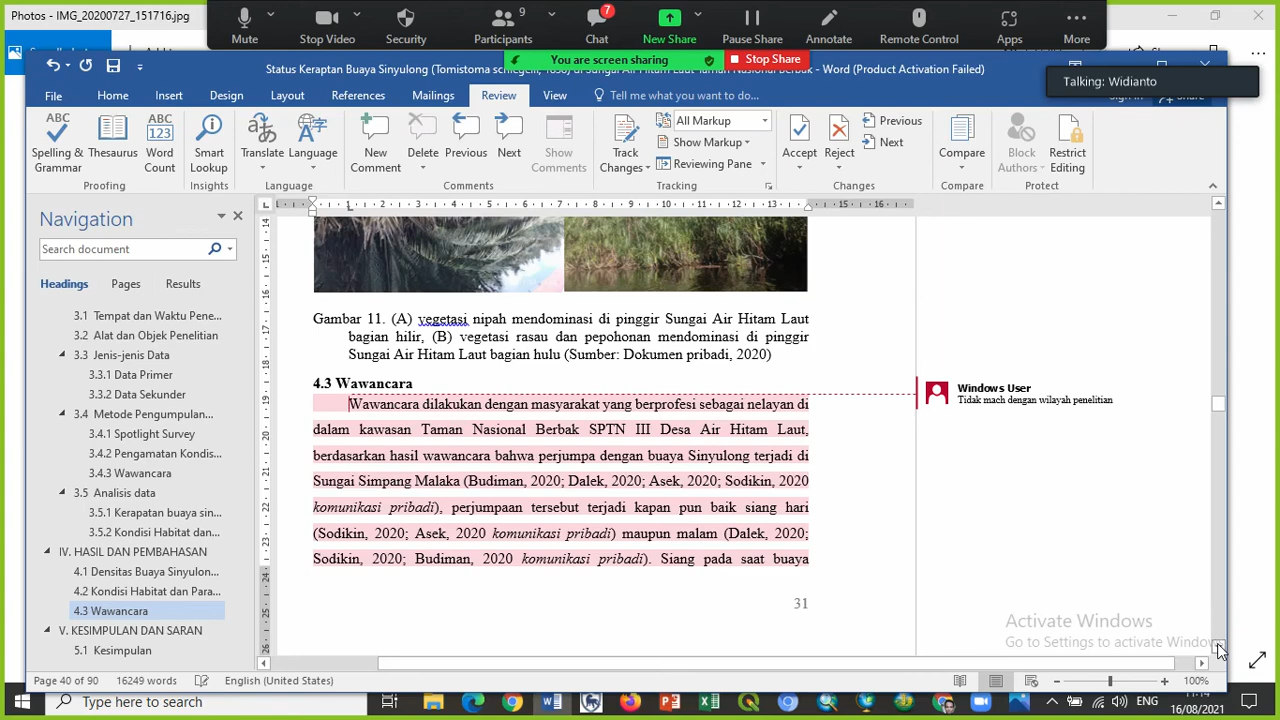 Photos - IMG_20200727_151716.jpg
Mute
Stop Video
Security
9
Participants
7
Chat
New Share
Pause Share
Annotate
Remote Control
Apps
More
You are screen sharing
Stop Share
Talking: Widianto
Status Keraptan Buaya Sinyulong (Tomistoma
Taman Nasional Berbak - Word (Product Activation Failed)
File
Home
Insert
Design
Layout
References
Mailings
Review
View
Tell me what you want to do...
Spelling & Grammar
Thesaurus
Word Count
Proofing
Smart Lookup
Insights
Translate
Language
Language
New Comment
Delete
Previous
Next
Show Comments
Comments
Track Changes
All Markup
Show Markup
Reviewing Pane
Tracking
Accept
Reject
Previous
Next
Changes
Compare
Compare
Block Authors
Restrict Editing
Protect
Navigation
Search document
Headings
Pages
Results
3.1 Tempat dan Waktu Pene...
3.2 Alat dan Objek Penelitian
3.3 Jenis-jenis Data
3.3.1 Data Primer
3.3.2 Data Sekunder
3.4 Metode Pengumpulan...
3.4.1 Spotlight Survey
3.4.2 Pengamatan Kondis...
3.4.3 Wawancara
3.5 Analisis data
3.5.1 Kerapatan buaya sin...
3.5.2 Kondisi Habitat dan...
IV. HASIL DAN PEMBAHASAN
4.1 Densitas Buaya Sinyulon...
4.2 Kondisi Habitat dan Para...
4.3 Wawancara
V. KESIMPULAN DAN SARAN
5.1 Kesimpulan
Gambar 11. (A) vegetasi nipah mendominasi di pinggir Sungai Air Hitam Laut
bagian hilir, (B) vegetasi rasau dan pepohonan mendominasi di pinggir
Sungai Air Hitam Laut bagian hulu (Sumber: Dokumen pribadi, 2020)
4.3 Wawancara
Wawancara dilakukan dengan masyarakat yang berprofesi sebagai nelayan di
dalam kawasan Taman Nasional Berbak SPTN III Desa Air Hitam Laut,
berdasarkan hasil wawancara bahwa perjumpa dengan buaya Sinyulong terjadi di
Sungai Simpang Malaka (Budiman, 2020; Dalek, 2020; Asek, 2020; Sodikin, 2020
komunikasi pribadi), perjumpaan tersebut terjadi kapan pun baik siang hari
(Sodikin, 2020; Asek, 2020 komunikasi pribadi) maupun malam (Dalek, 2020;
Sodikin, 2020; Budiman, 2020 komunikasi pribadi). Siang pada saat buaya
31
Windows User
Tidak mach dengan wilayah penelitian
Activate Windows
Go to Settings to activate Window
Page 40 of 90
16249 words
English (United States)
100%
Type here to search
ENG
11:14
16/08/2021